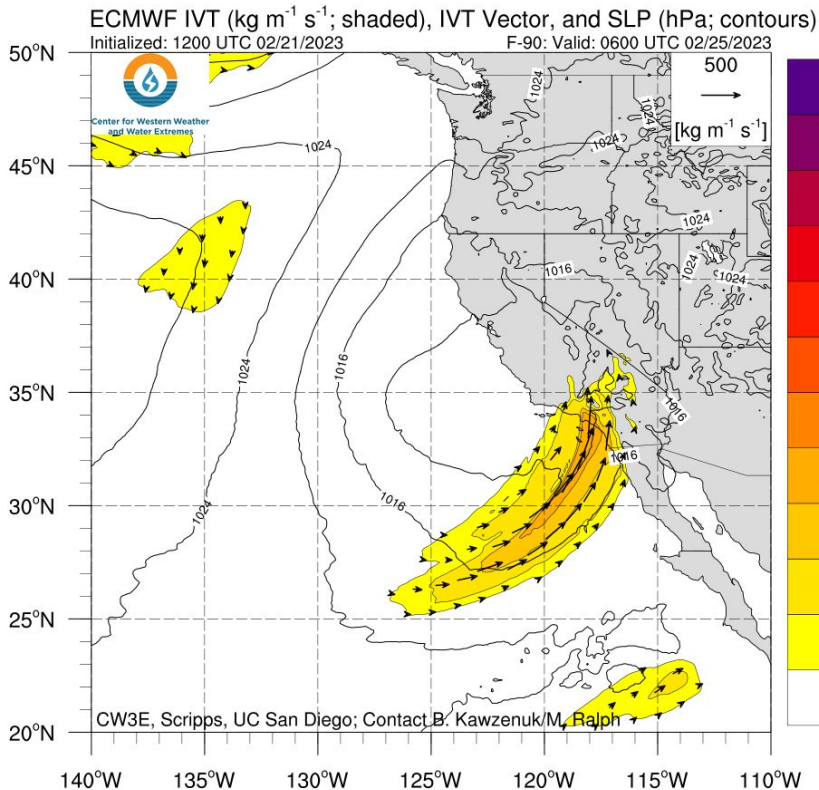 ECMWF IVT (kg m⁻¹ s⁻¹; shaded), IVT Vector, and SLP (hPa; contours)
Initialized: 1200 UTC 02/21/2023
F-90: Valid: 0600 UTC 02/25/2023
50°N
500
[kg m⁻¹ s⁻¹]
Center for Western Weather
and Water Extremes
1024
1024
1024
45°N
1024
1024
1024
40°N
1016
1024
1016
35°N
1016
1016
1016
30°N
1024
25°N
20°N
CW3E, Scripps, UC San Diego; Contact B. Kawzenuk/M. Ralph
140°W
135°W
130°W
125°W
120°W
115°W
110°W